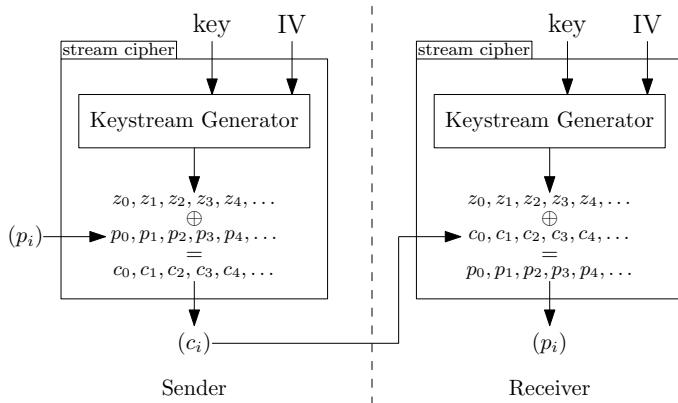 key IV
stream cipher
Keystream Generator
z₀, z₁, z₂, z₃, z₄, . . .
⊕
(pᵢ) p₀, p₁, p₂, p₃, p₄, . . .
=
c₀, c₁, c₂, c₃, c₄, . . .
(cᵢ)
Sender
key IV
stream cipher
Keystream Generator
z₀, z₁, z₂, z₃, z₄, . . .
⊕
c₀, c₁, c₂, c₃, c₄, . . .
=
p₀, p₁, p₂, p₃, p₄, . . .
(pᵢ)
Receiver